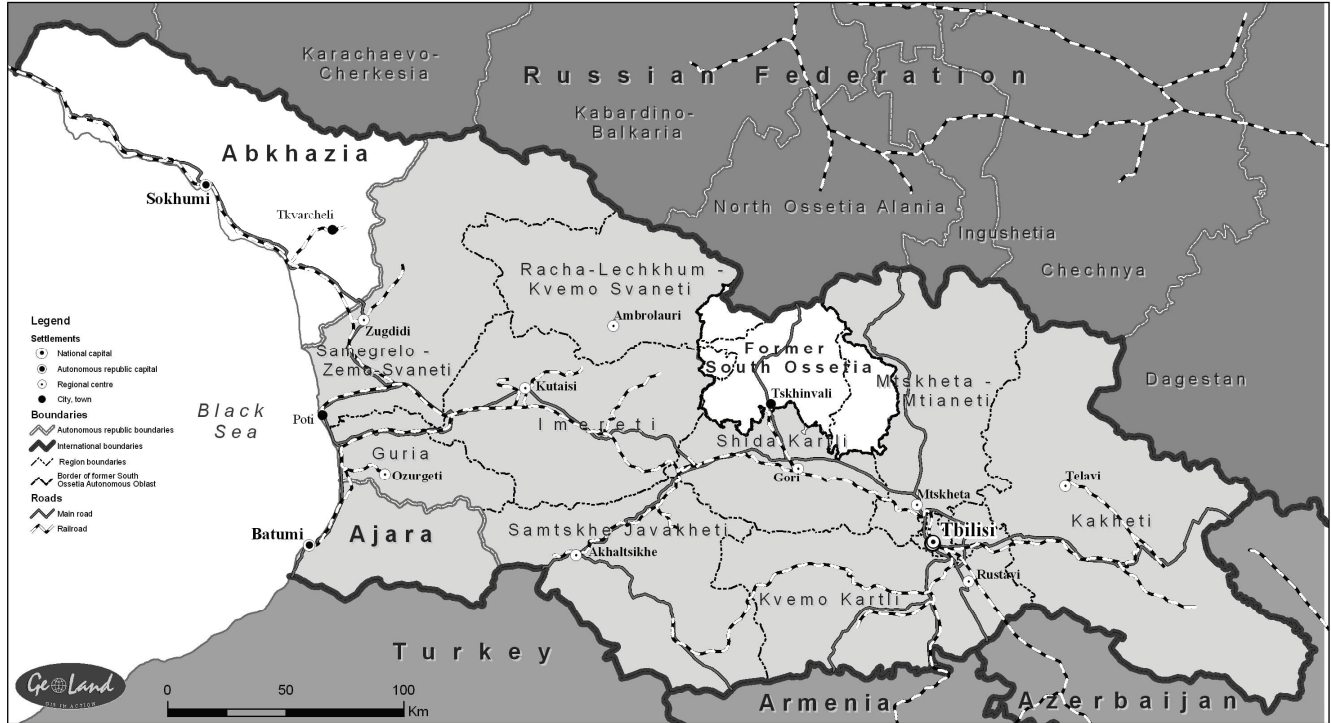 Karachaevo-
Cherkesia
Russian Federation
Kabardino-
Balkaria
Abkhazia
Sokhumi
Tkvarcheli
North Ossetia Alania
Ingushetia
Chechnya
Dagestan
Racha-Lechkhum -
Kvemo Svaneti
Ambrolauri
Zugdidi
Samegrelo -
Zemo-Svaneti
Former
South Ossetia
Tskhinvali
Mtskheta -
Mtianeti
Kutaisi
Black
Sea
Poti
Imereti
Shida Kartli
Guria
Ozurgeti
Gori
Telavi
Mtskheta
Kakheti
Batumi
Ajara
Samtskhe Javakheti
Akhaltsikhe
Tbilisi
Rustavi
Kvemo Kartli
Turkey
Armenia
Azerbaijan
Legend
Settlements
National capital
Autonomous republic capital
Regional centre
City, town
Boundaries
Autonomous republic boundaries
International boundaries
Region boundaries
Border of former South
Ossetia Autonomous Oblast
Roads
Main road
Railroad
GeoLand
GIS IN ACTION
0 50 100
Km